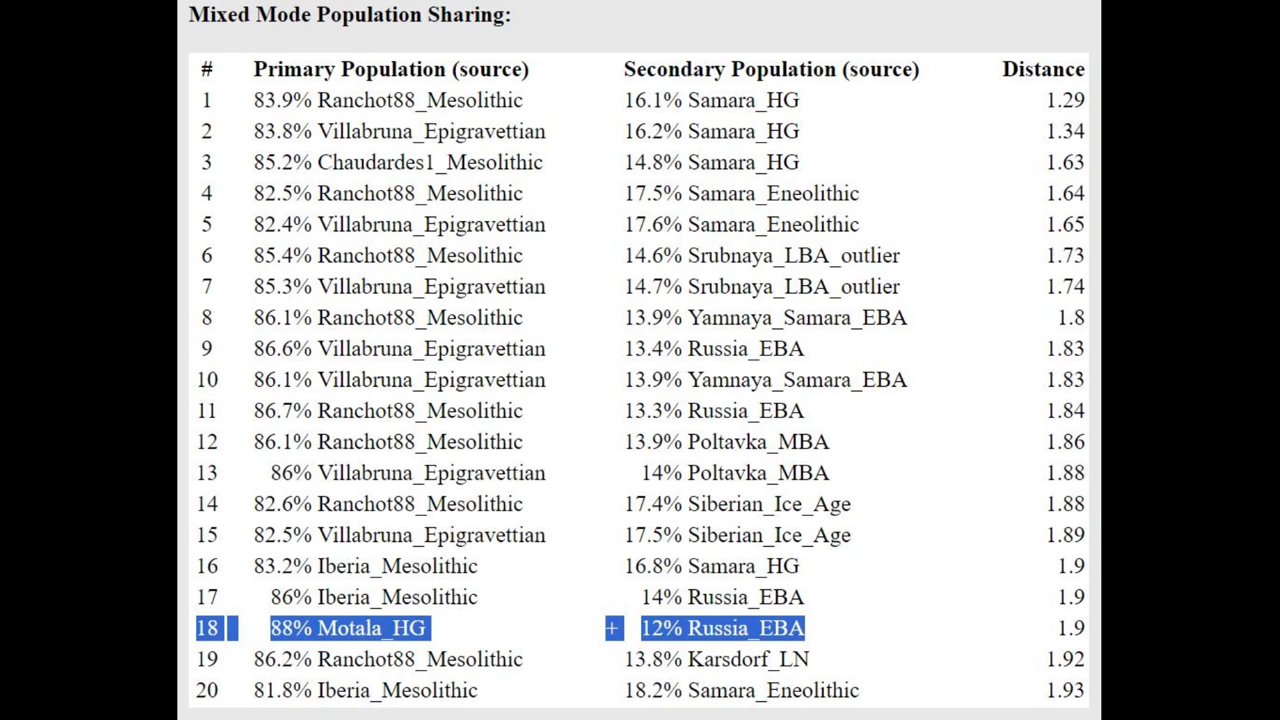 Mixed Mode Population Sharing:
# Primary Population (source) Secondary Population (source) Distance
1 83.9% Ranchot88_Mesolithic 16.1% Samara_HG 1.29
2 83.8% Villabruna_Epigravettian 16.2% Samara_HG 1.34
3 85.2% Chaudardes1_Mesolithic 14.8% Samara_HG 1.63
4 82.5% Ranchot88_Mesolithic 17.5% Samara_Eneolithic 1.64
5 82.4% Villabruna_Epigravettian 17.6% Samara_Eneolithic 1.65
6 85.4% Ranchot88_Mesolithic 14.6% Srubnaya_LBA_outlier 1.73
7 85.3% Villabruna_Epigravettian 14.7% Srubnaya_LBA_outlier 1.74
8 86.1% Ranchot88_Mesolithic 13.9% Yamnaya_Samara_EBA 1.8
9 86.6% Villabruna_Epigravettian 13.4% Russia_EBA 1.83
10 86.1% Villabruna_Epigravettian 13.9% Yamnaya_Samara_EBA 1.83
11 86.7% Ranchot88_Mesolithic 13.3% Russia_EBA 1.84
12 86.1% Ranchot88_Mesolithic 13.9% Poltavka_MBA 1.86
13 86% Villabruna_Epigravettian 14% Poltavka_MBA 1.88
14 82.6% Ranchot88_Mesolithic 17.4% Siberian_Ice_Age 1.88
15 82.5% Villabruna_Epigravettian 17.5% Siberian_Ice_Age 1.89
16 83.2% Iberia_Mesolithic 16.8% Samara_HG 1.9
17 86% Iberia_Mesolithic 14% Russia_EBA 1.9
18 88% Motala_HG + 12% Russia_EBA 1.9
19 86.2% Ranchot88_Mesolithic 13.8% Karsdorf_LN 1.92
20 81.8% Iberia_Mesolithic 18.2% Samara_Eneolithic 1.93